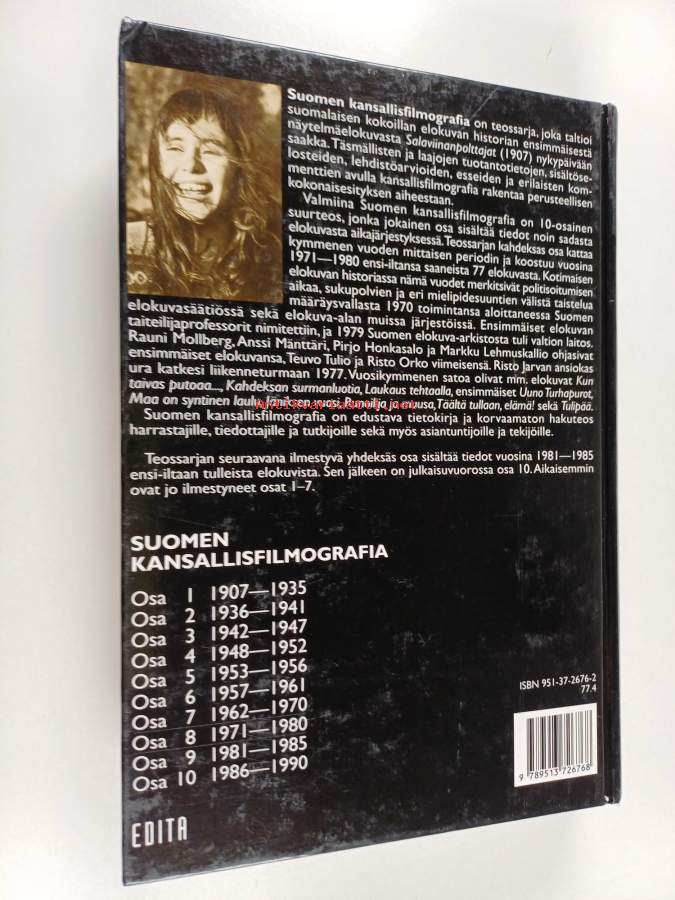 Suomen kansallisfilmografia on teossarja, joka taltioi
suomalaisen kokoillan elokuvan historian ensimmäisestä
näytelmäelokuvasta Salaviinanpolttajat (1907) nykypäivään
saakka. Täsmällisten ja laajojen tuotantotietojen, sisältöse-
losteiden, lehdistöarvioiden, esseiden ja erilaisten kom-
menttien avulla kansallisfilmografia rakentaa perusteellisen
kokonaisesityksen aiheestaan.
Valmiina Suomen kansallisfilmografia on 10-osainen
suurteos, jonka jokainen osa sisältää tiedot noin sadasta
elokuvasta aikajärjestyksessä. Teossarjan kahdeksas osa kattaa
kymmenen vuoden mittaisen periodin ja koostuu vuosina
1971—1980 ensi-iltansa saaneista 77 elokuvasta. Kotimaisen
elokuvan historiassa nämä vuodet merkitsivät politisoitumisen
aikaa, sukupolvien ja eri mielipidesuuntien välistä taistelua
määräysvallasta 1970 toimintansa aloittaneessa Suomen
elokuvasäätiössä sekä elokuva-alan muissa järjestöissä. Ensimmäiset elokuvan
taiteilijaprofessorit nimitettiin, ja 1979 Suomen elokuva-arkistosta tuli valtion laitos.
Rauni Mollberg, Anssi Mänttäri, Pirjo Honkasalo ja Markku Lehmuskallio ohjasivat
ensimmäiset elokuvansa, Teuvo Tulio ja Risto Orko viimeisensä. Risto Jarvan ansiokas
ura katkesi liikenneturmaan 1977. Vuosikymmenen satoa olivat mm. elokuvat Kun
taivas putoaa..., Kahdeksan surmanluotia, Laukaus tehtaalla, ensimmäiset Uuno Turhapurot,
Maa on syntinen laulu, Jäniksen vuosi, Runoilija ja muusa, Täältä tullaan, elämä! sekä Tulipää.
Suomen kansallisfilmografia on edustava tietokirja ja korvaamaton hakuteos
harrastajille, tiedottajille ja tutkijoille sekä myös asiantuntijoille ja tekijöille.
Teossarjan seuraavana ilmestyvä yhdeksäs osa sisältää tiedot vuosina 1981—1985
ensi-iltaan tulleista elokuvista. Sen jälkeen on julkaisuvuorossa osa 10. Aikaisemmin
ovat jo ilmestyneet osat 1–7.
SUOMEN
KANSALLISFILMOGRAFIA
Osa 1 1907—1935
Osa 2 1936—1941
Osa 3 1942—1947
Osa 4 1948—1952
Osa 5 1953—1956
Osa 6 1957—1961
Osa 7 1962—1970
Osa 8 1971—1980
Osa 9 1981—1985
Osa 10 1986—1990
ISBN 951-37-2676-2
77.4
9 789513 726768
EDITA